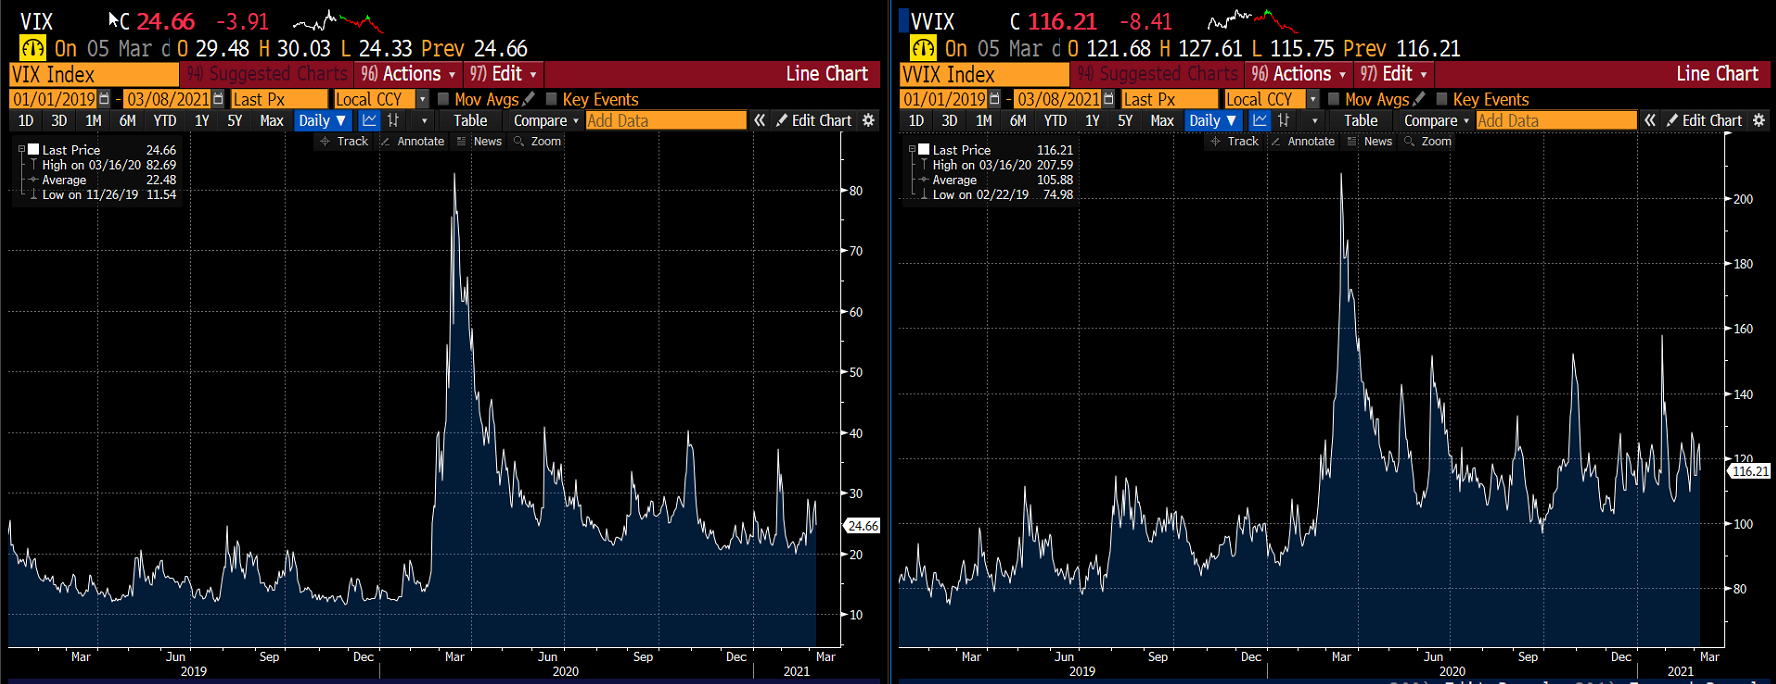 VIX C 24.66 -3.91
On 05 Mar d O 29.48 H 30.03 L 24.33 Prev 24.66
VIX Index 94) Suggested Charts 96) Actions 97) Edit Line Chart
01/01/2019 - 03/08/2021 Last Px Local CCY Mov Avgs Key Events
1D 3D 1M 6M YTD 1Y 5Y Max Daily ▼ Table Compare Add Data « Edit Chart
Track Annotate News Zoom
Last Price 24.66
High on 03/16/20 82.69
Average 22.48
Low on 11/26/19 11.54
80
70
60
50
40
30
24.66
20
10
Mar Jun Sep Dec Mar Jun Sep Dec Mar
2019 2020 2021
VVIX C 116.21 -8.41
On 05 Mar d O 121.68 H 127.61 L 115.75 Prev 116.21
VVIX Index 94) Suggested Charts 96) Actions 97) Edit Line Chart
01/01/2019 - 03/08/2021 Last Px Local CCY Mov Avgs Key Events
1D 3D 1M 6M YTD 1Y 5Y Max Daily ▼ Table Compare Add Data « Edit Chart
Track Annotate News Zoom
Last Price 116.21
High on 03/16/20 207.59
Average 105.88
Low on 02/22/19 74.98
200
180
160
140
120
116.21
100
80
Mar Jun Sep Dec Mar Jun Sep Dec Mar
2019 2020 2021